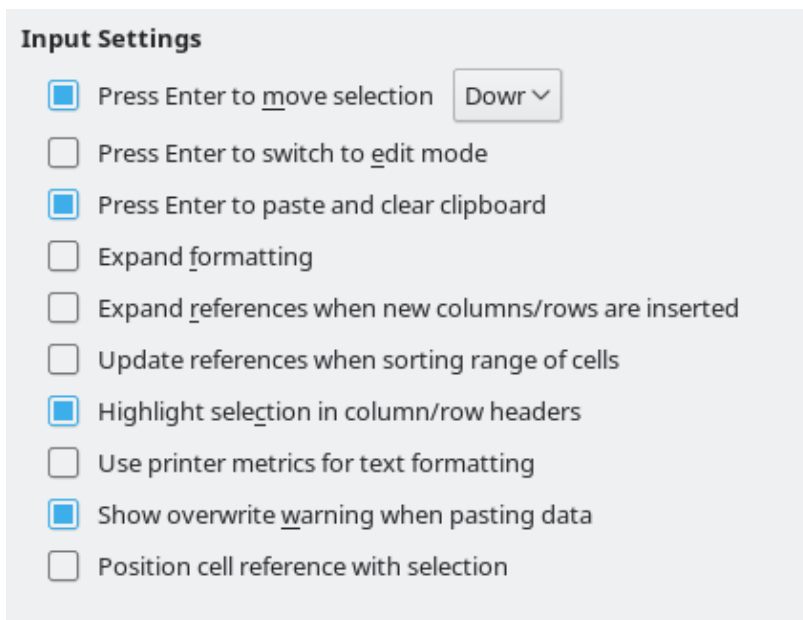 Input Settings
Press Enter to move selection Dowr
Press Enter to switch to edit mode
Press Enter to paste and clear clipboard
Expand formatting
Expand references when new columns/rows are inserted
Update references when sorting range of cells
Highlight selection in column/row headers
Use printer metrics for text formatting
Show overwrite warning when pasting data
Position cell reference with selection